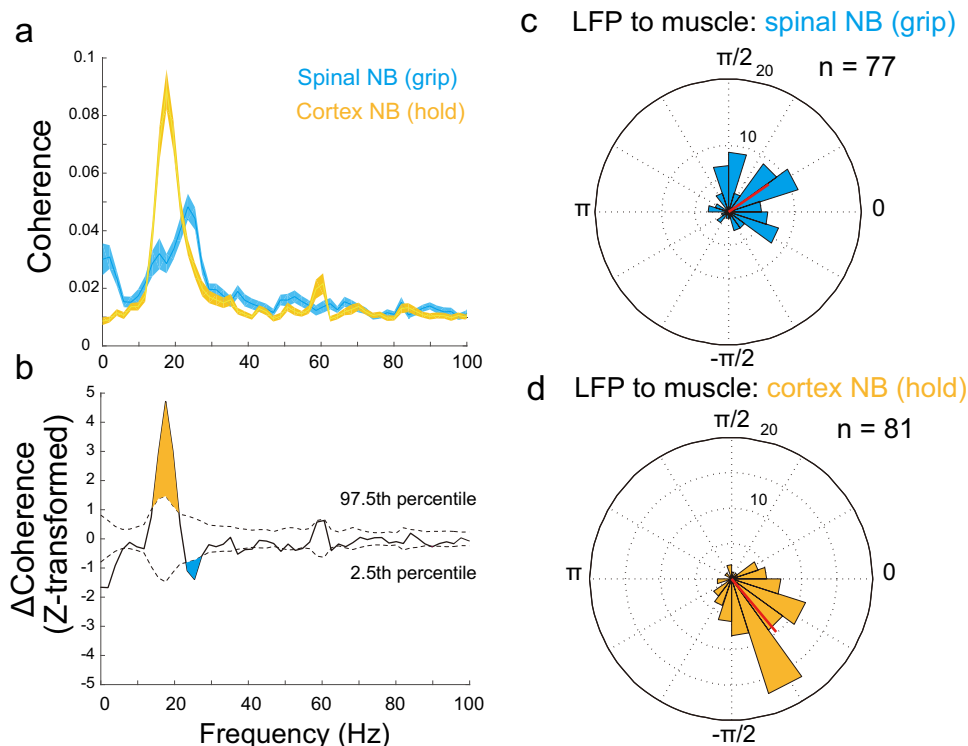 a
0.1
0.08
0.06
0.04
0.02
0
Coherence
Spinal NB (grip)
Cortex NB (hold)
0 20 40 60 80 100
b
5
4
3
2
1
0
-1
-2
-3
-4
-5
ΔCoherence
(Z-transformed)
97.5th percentile
2.5th percentile
0 20 40 60 80 100
Frequency (Hz)
c LFP to muscle: spinal NB (grip)
π/2 20
n = 77
10
π 0
-π/2
d LFP to muscle: cortex NB (hold)
π/2 20
n = 81
10
π 0
-π/2